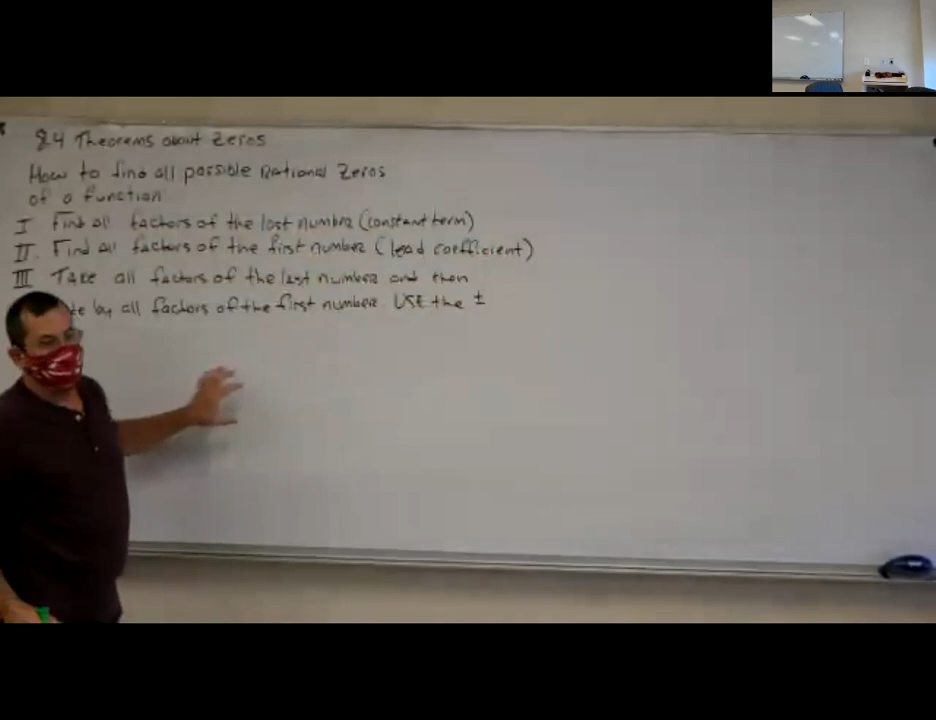 8.4 Theorems about Zeros
How to find all possible Rational Zeros
of a function
I Find all factors of the last number (constant term)
II. Find all factors of the first number (lead coefficient)
III Take all factors of the last number and then
by all factors of the first number. USE the ±